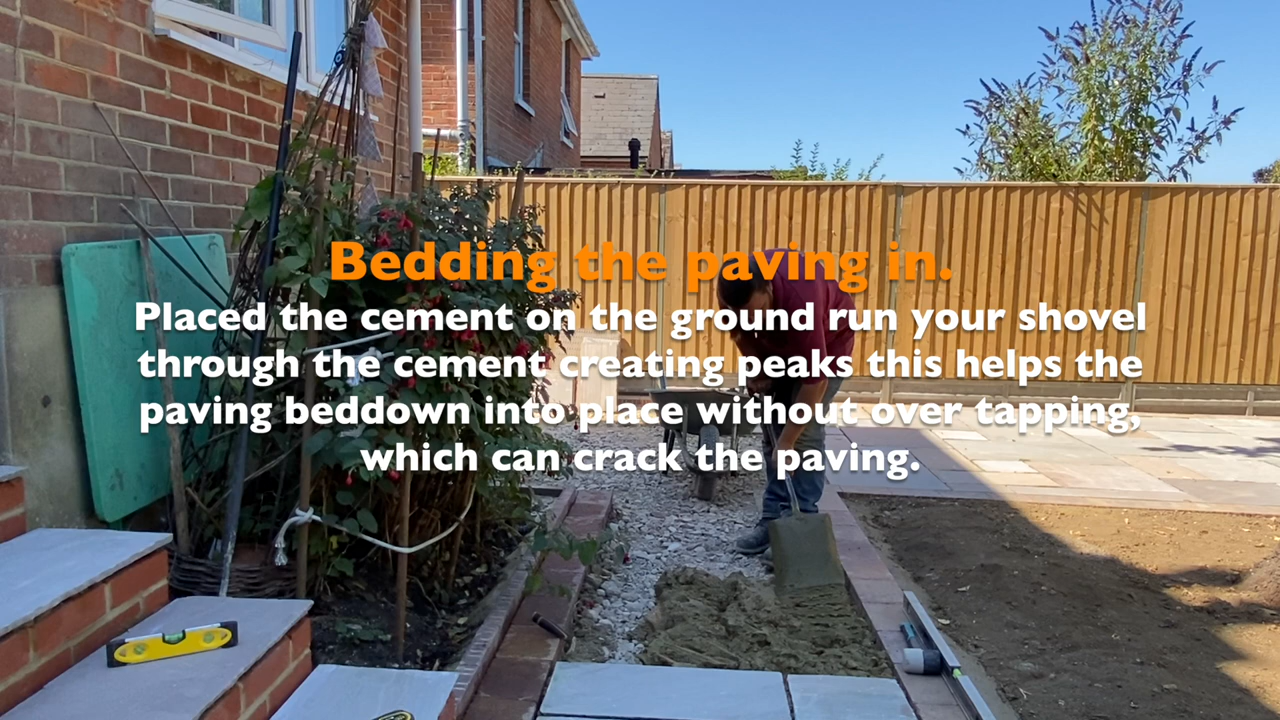 Bedding the paving in.
Placed the cement on the ground run your shovel
through the cement creating peaks this helps the
paving beddown into place without over tapping,
which can crack the paving.